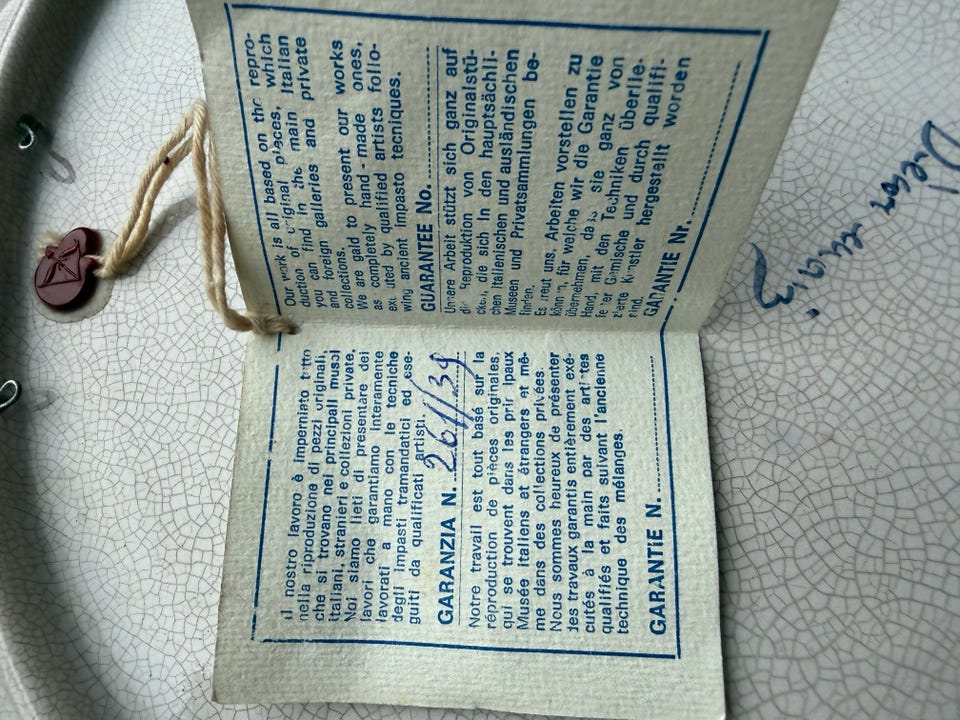 Il nostro lavoro è imperniato tutto
nella riproduzione di pezzi originali,
che si trovano nei principali musei
italiani, stranieri e collezioni private,
Noi siamo lieti di presentare dei
lavori che garantiamo interamente
lavorati a mano con le tecniche
degli impasti tramandatici ed ese-
guiti da qualificati artisti.
GARANZIA N. 261/39
Notre travail est tout basé sur la
réproduction de pièces originales,
qui se trouvent dans les principaux
Musée italiens et étrangers et mê-
me dans des collections privées.
Nous sommes heureux de présenter
des travaux garantis entièrement exé-
cutés à la main par des artistes
qualifiés et faits suivant l'ancienne
technique des mélanges.
GARANTIE N.
Our work is all based on the repro-
duction of original pieces, which
you can find in the main Italian
and foreign galleries and private
collections.
We are gald to present our works
as completely hand-made ones,
executed by qualified artists follo-
wing ancient impasto tecniques.
GUARANTEE No.
Unsere Arbeit stützt sich ganz auf
die Reproduktion von Originalstü-
cken, die sich in den hauptsächli-
chen Italienischen und ausländischen
Museen und Privatsammlungen be-
finden.
Es freut uns, Arbeiten vorstellen zu
können, für welche wir die Garantie
übernehmen, dass sie ganz von
Hand, mit den Techniken überlie-
ferter Gemische und durch qualifi-
zierte Künstler hergestellt worden
sind.
GARANTIE Nr.